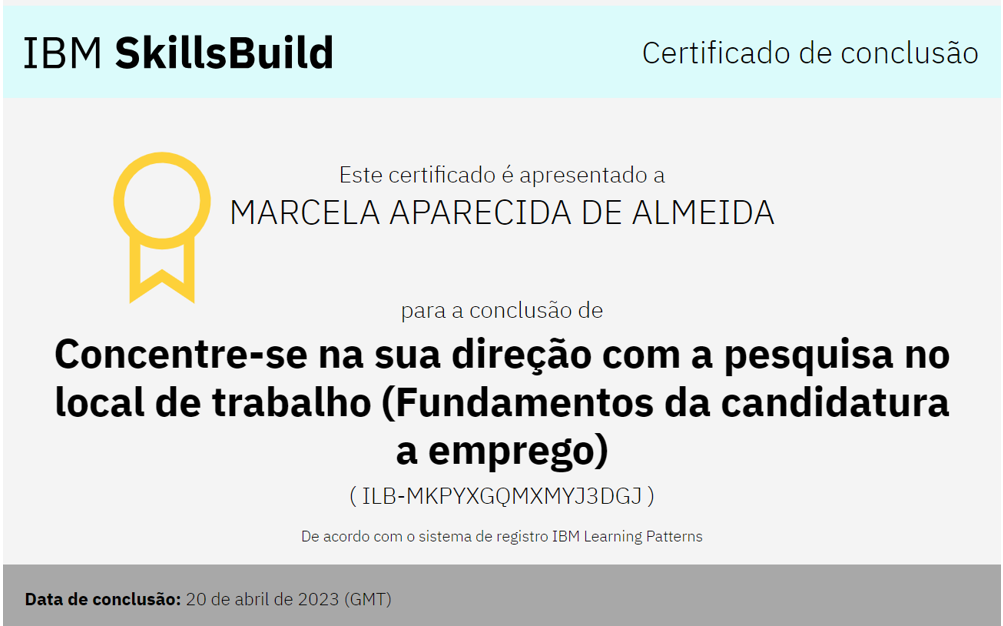 IBM SkillsBuild
Certificado de conclusão
Este certificado é apresentado a
MARCELA APARECIDA DE ALMEIDA
para a conclusão de
Concentre-se na sua direção com a pesquisa no
local de trabalho (Fundamentos da candidatura
a emprego)
( ILB-MKPYXGQMXMYJ3DGJ )
De acordo com o sistema de registro IBM Learning Patterns
Data de conclusão: 20 de abril de 2023 (GMT)